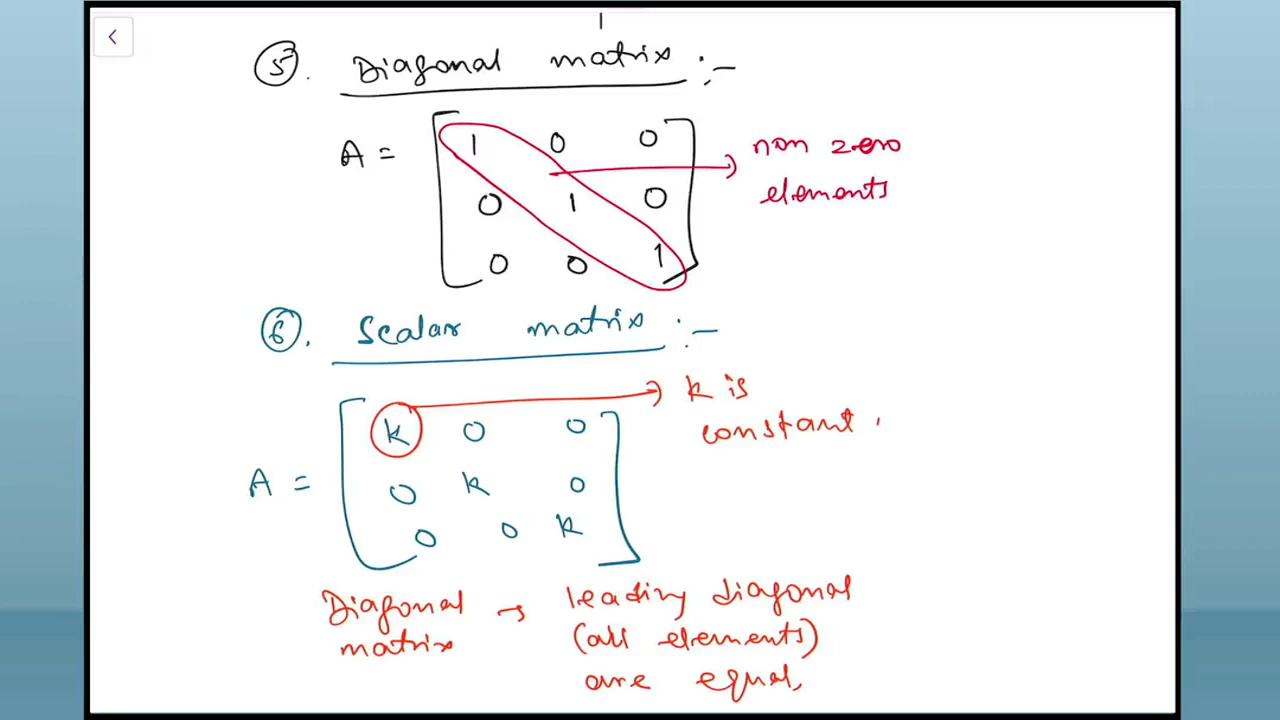 5. Diagonal matrix :-
A = [ 1 0 0
0 1 0
0 0 1 ]
non zero
elements
6. Scalar matrix :-
k is
constant.
A = [ k 0 0
0 k 0
0 0 k ]
Diagonal matrix → leading diagonal
(all elements)
are equal.